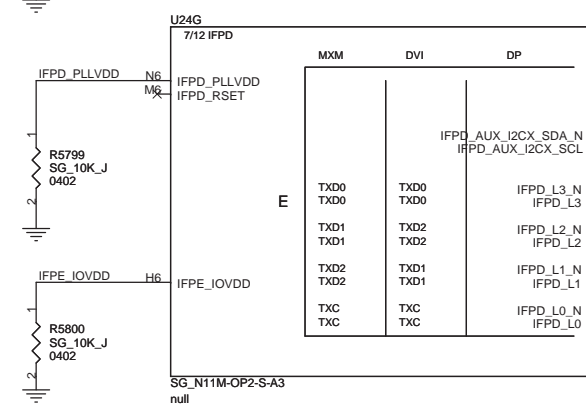 U24G
7/12 IFPD
MXM DVI DP
IFPD_PLLVDD N6 IFPD_PLLVDD
M6 IFPD_RSET
IFPD_AUX_I2CX_SDA_N
IFPD_AUX_I2CX_SCL
1
R5799
SG_10K_J
0402
2
E
TXD0 TXD0 IFPD_L3_N
TXD0 TXD0 IFPD_L3
TXD1 TXD2 IFPD_L2_N
TXD1 TXD2 IFPD_L2
TXD2 TXD1 IFPD_L1_N
TXD2 TXD1 IFPD_L1
IFPE_IOVDD H6 IFPE_IOVDD
TXC TXC IFPD_L0_N
TXC TXC IFPD_L0
1
R5800
SG_10K_J
0402
2
SG_N11M-OP2-S-A3
null